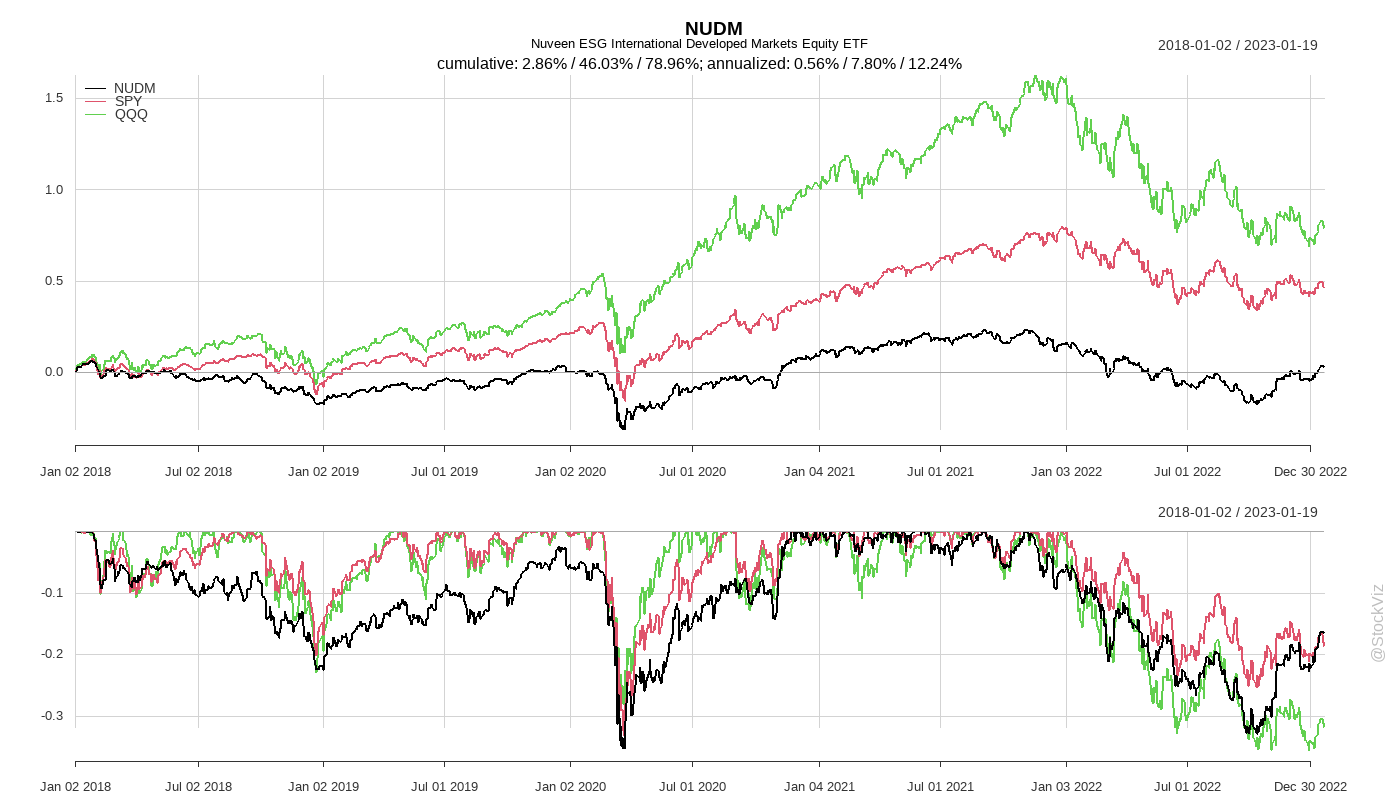 NUDM
Nuveen ESG International Developed Markets Equity ETF
2018-01-02 / 2023-01-19
cumulative: 2.86% / 46.03% / 78.96%; annualized: 0.56% / 7.80% / 12.24%
NUDM
SPY
QQQ
1.5
1.0
0.5
0.0
Jan 02 2018 Jul 02 2018 Jan 02 2019 Jul 01 2019 Jan 02 2020 Jul 01 2020 Jan 04 2021 Jul 01 2021 Jan 03 2022 Jul 01 2022 Dec 30 2022
2018-01-02 / 2023-01-19
-0.1
-0.2
-0.3
Jan 02 2018 Jul 02 2018 Jan 02 2019 Jul 01 2019 Jan 02 2020 Jul 01 2020 Jan 04 2021 Jul 01 2021 Jan 03 2022 Jul 01 2022 Dec 30 2022
@StockViz